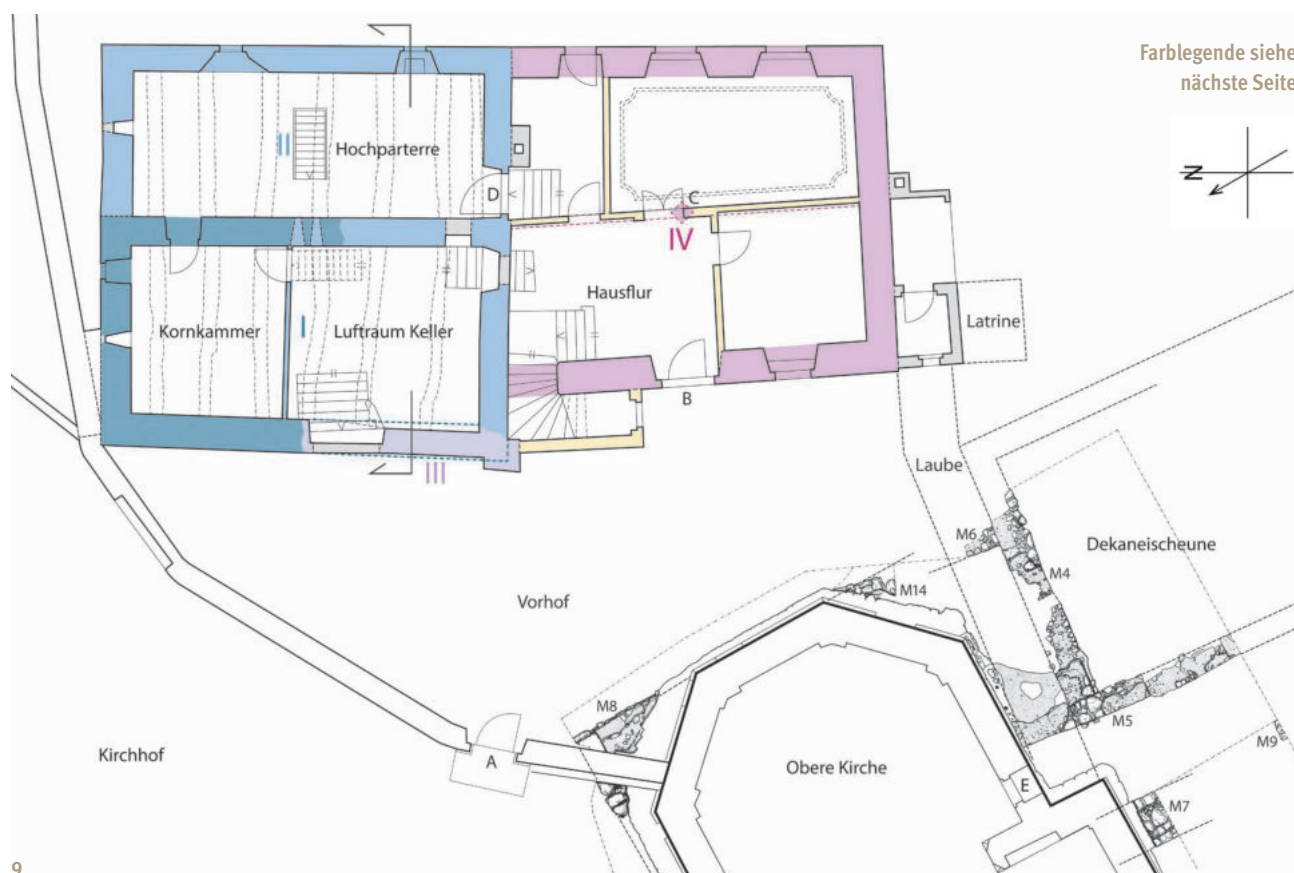 Farblegende siehe
nächste Seite
N
II
Hochparterre
D
C
IV
Hausflur
Kornkammer
I
Luftraum Keller
Latrine
B
III
Laube
M6
Dekaneischeune
M4
Vorhof
M14
M8
M5
M9
Kirchhof
A
Obere Kirche
E
M7
9